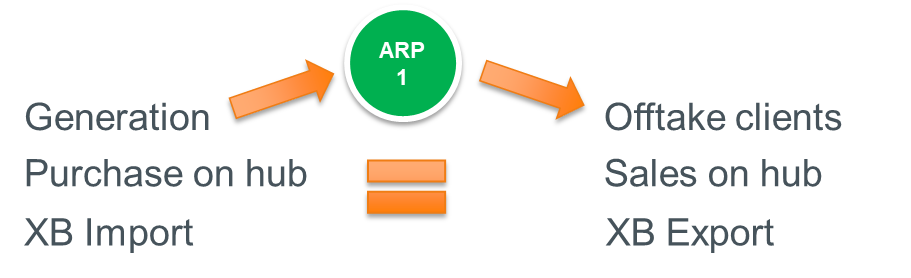 ARP
1
Generation
Offtake clients
Purchase on hub
Sales on hub
XB Import
XB Export